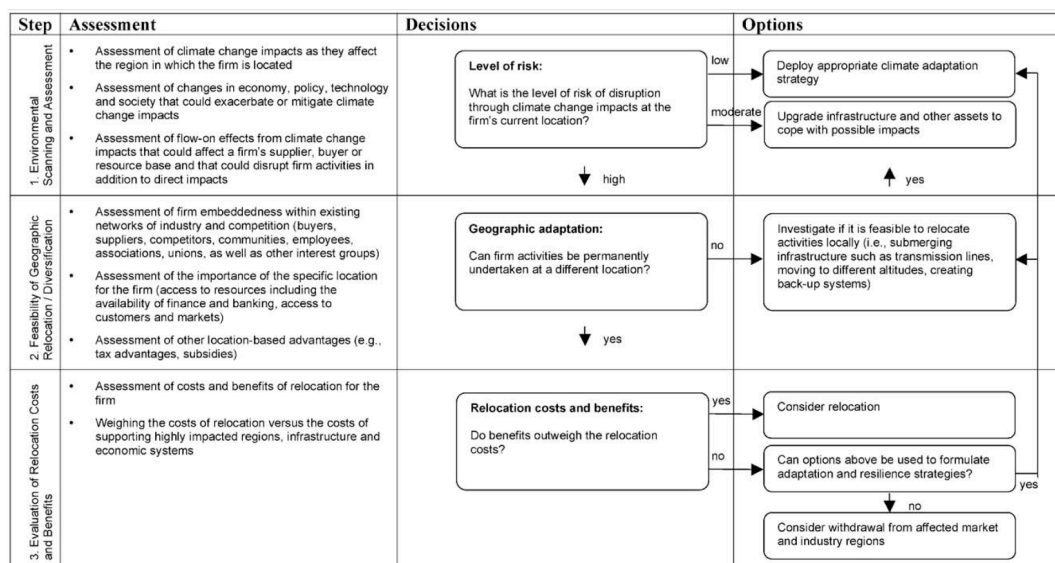 Step
Assessment
Decisions
Options
1. Environmental
Scanning and Assessment
• Assessment of climate change impacts as they affect
the region in which the firm is located
• Assessment of changes in economy, policy, technology
and society that could exacerbate or mitigate climate
change impacts
• Assessment of flow-on effects from climate change
impacts that could affect a firm's supplier, buyer or
resource base and that could disrupt firm activities in
addition to direct impacts
Level of risk:
What is the level of risk of disruption
through climate change impacts at the
firm's current location?
low
moderate
high
Deploy appropriate climate adaptation
strategy
Upgrade infrastructure and other assets to
cope with possible impacts
yes
2. Feasibility of Geographic
Relocation / Diversification
• Assessment of firm embeddedness within existing
networks of industry and competition (buyers,
suppliers, competitors, communities, employees,
associations, unions, as well as other interest groups)
• Assessment of the importance of the specific location
for the firm (access to resources including the
availability of finance and banking, access to
customers and markets)
• Assessment of other location-based advantages (e.g.,
tax advantages, subsidies)
Geographic adaptation:
Can firm activities be permanently
undertaken at a different location?
no
yes
Investigate if it is feasible to relocate
activities locally (i.e., submerging
infrastructure such as transmission lines,
moving to different altitudes, creating
back-up systems)
3. Evaluation of Relocation Costs
and Benefits
• Assessment of costs and benefits of relocation for the
firm
• Weighing the costs of relocation versus the costs of
supporting highly impacted regions, infrastructure and
economic systems
Relocation costs and benefits:
Do benefits outweigh the relocation
costs?
yes
no
Consider relocation
Can options above be used to formulate
adaptation and resilience strategies?
yes
no
Consider withdrawal from affected market
and industry regions